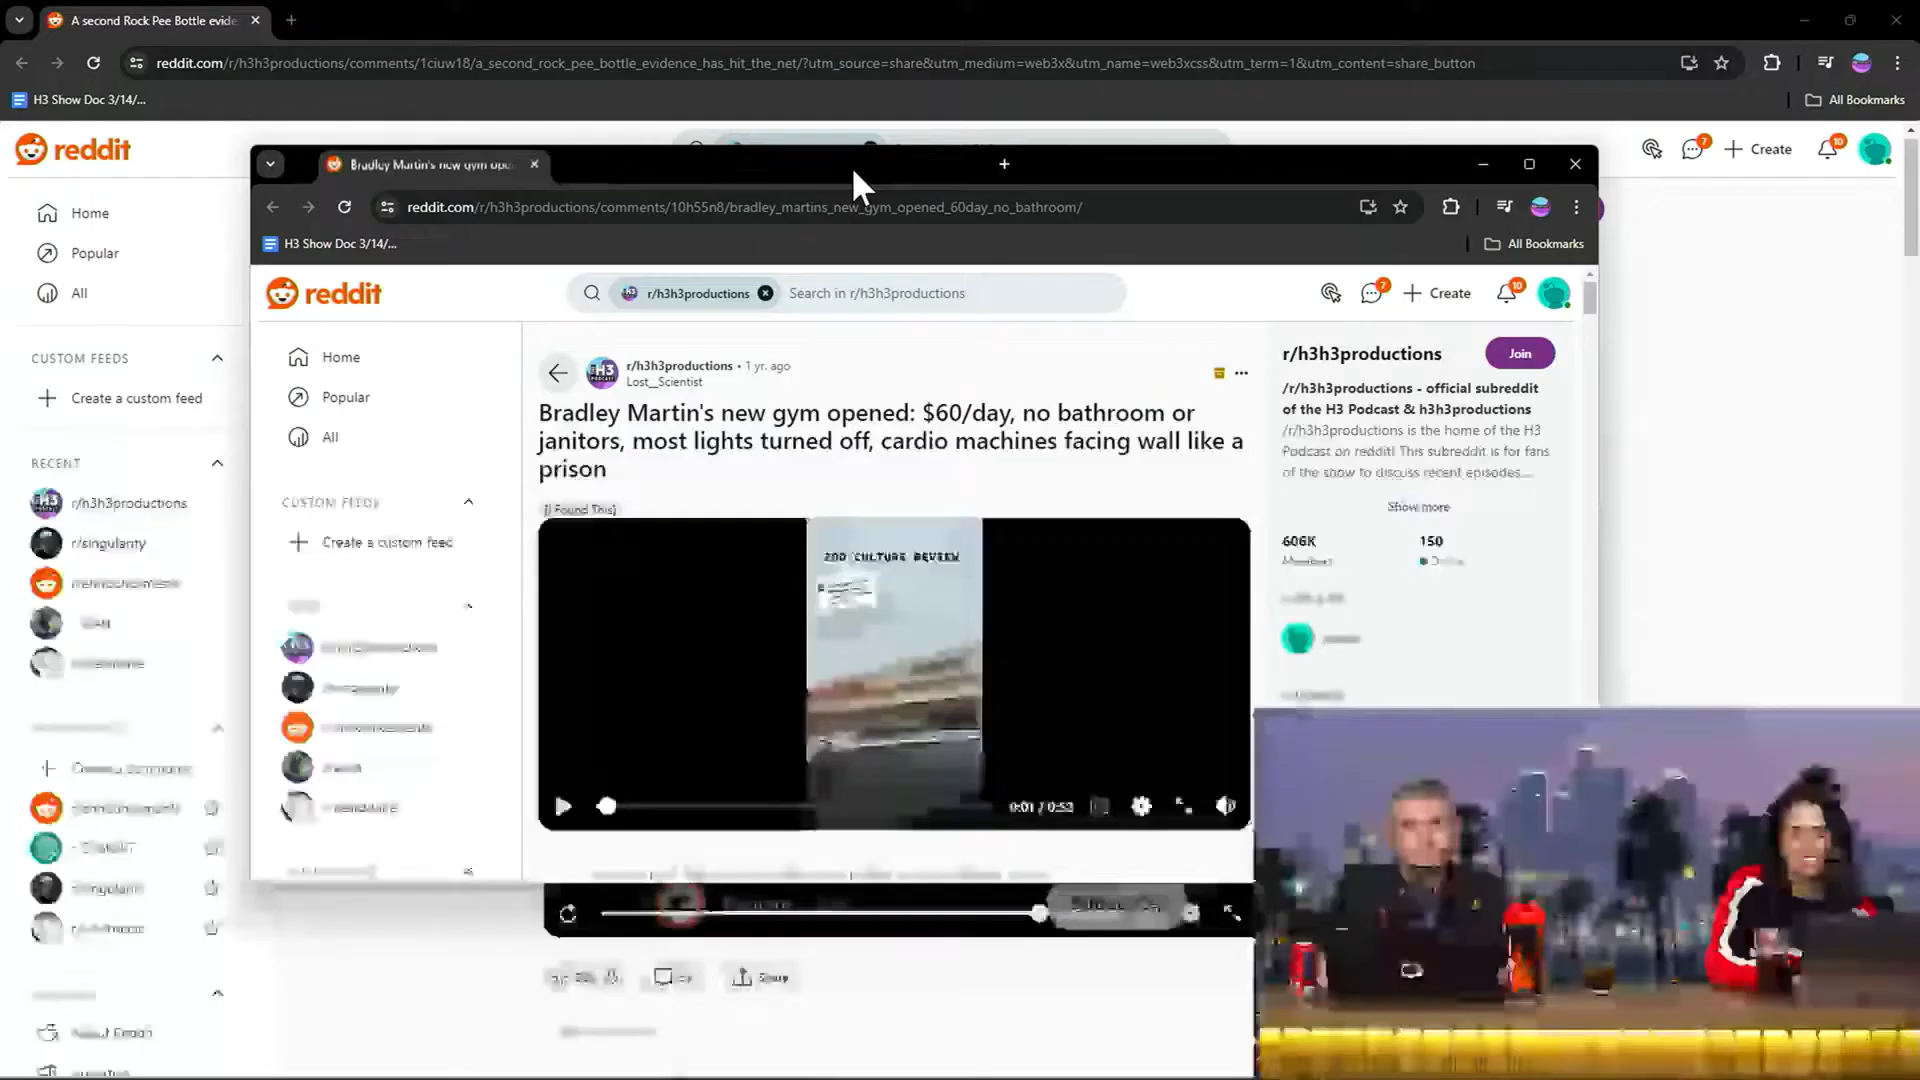 A second Rock Pee Bottle evide
reddit.com/r/h3h3productions/comments/1ciuw18/a_second_rock_pee_bottle_evidence_has_hit_the_net/?utm_source=share&utm_medium=web3x&utm_name=web3xcss&utm_term=1&utm_content=share_button
H3 Show Doc 3/14/...
All Bookmarks
reddit
7
Create
10
Home
Popular
All
CUSTOM FEEDS
Create a custom feed
RECENT
r/h3h3productions
r/singularity
Bradley Martin's new gym ope
reddit.com/r/h3h3productions/comments/10h55n8/bradley_martins_new_gym_opened_60day_no_bathroom/
H3 Show Doc 3/14/...
All Bookmarks
reddit
r/h3h3productions
Search in r/h3h3productions
7
Create
10
Home
Popular
All
CUSTOM FEEDS
Create a custom feed
r/h3h3productions • 1 yr. ago
Lost__Scientist
Bradley Martin's new gym opened: $60/day, no bathroom or
janitors, most lights turned off, cardio machines facing wall like a
prison
[I Found This]
ZOO CULTURE REVIEW
0:01 / 0:53
r/h3h3productions
Join
/r/h3h3productions - official subreddit
of the H3 Podcast & h3h3productions
/r/h3h3productions is the home of the H3
Podcast on reddit! This subreddit is for fans
of the show to discuss recent episodes...
Show more
606K
150
Members
Share